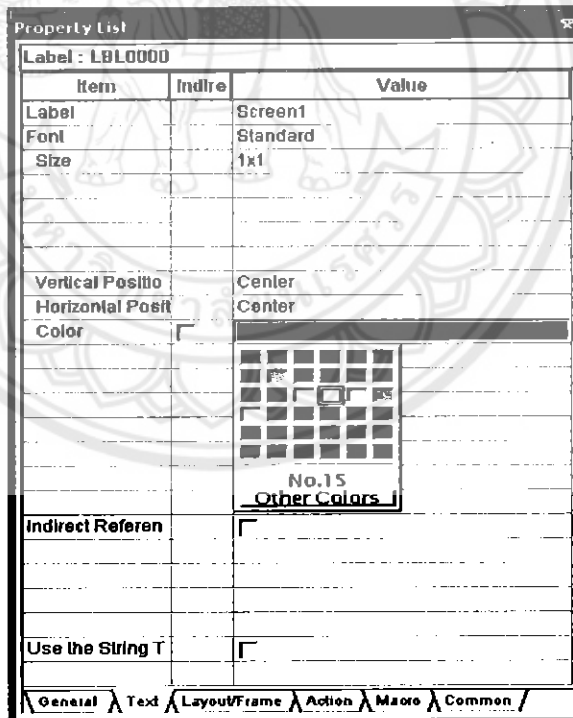 Property List
Label : LBL0000
Item Indire Value
Label Screen1
Font Standard
Size 1x1
Vertical Positio Center
Horizontal Posit Center
Color
No.15
Other Colors
Indirect Referen
Use the String T
General Text Layout/Frame Action Macro Common